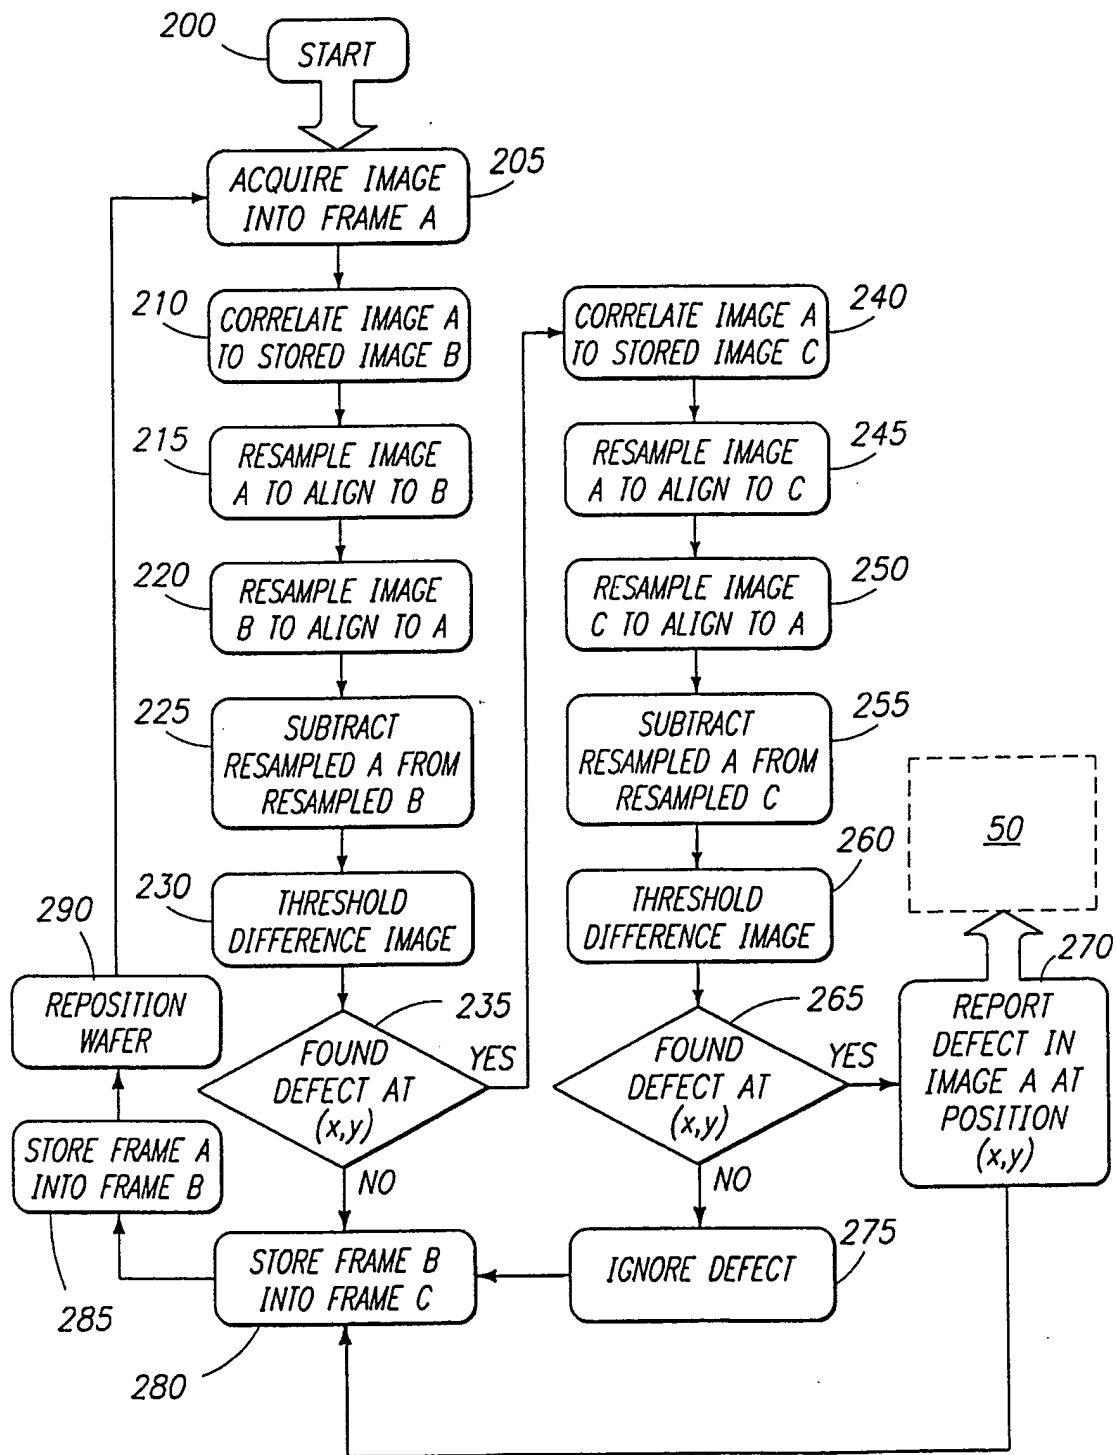 200
START
205
ACQUIRE IMAGE
INTO FRAME A
210
CORRELATE IMAGE A
TO STORED IMAGE B
215
RESAMPLE IMAGE
A TO ALIGN TO B
220
RESAMPLE IMAGE
B TO ALIGN TO A
225
SUBTRACT
RESAMPLED A FROM
RESAMPLED B
230
THRESHOLD
DIFFERENCE IMAGE
235
FOUND
DEFECT AT
(x,y)
YES
NO
240
CORRELATE IMAGE A
TO STORED IMAGE C
245
RESAMPLE IMAGE
A TO ALIGN TO C
250
RESAMPLE IMAGE
C TO ALIGN TO A
255
SUBTRACT
RESAMPLED A FROM
RESAMPLED C
260
THRESHOLD
DIFFERENCE IMAGE
265
FOUND
DEFECT AT
(x,y)
YES
NO
50
270
REPORT
DEFECT IN
IMAGE A AT
POSITION
(x,y)
275
IGNORE DEFECT
280
STORE FRAME B
INTO FRAME C
285
STORE FRAME A
INTO FRAME B
290
REPOSITION
WAFER